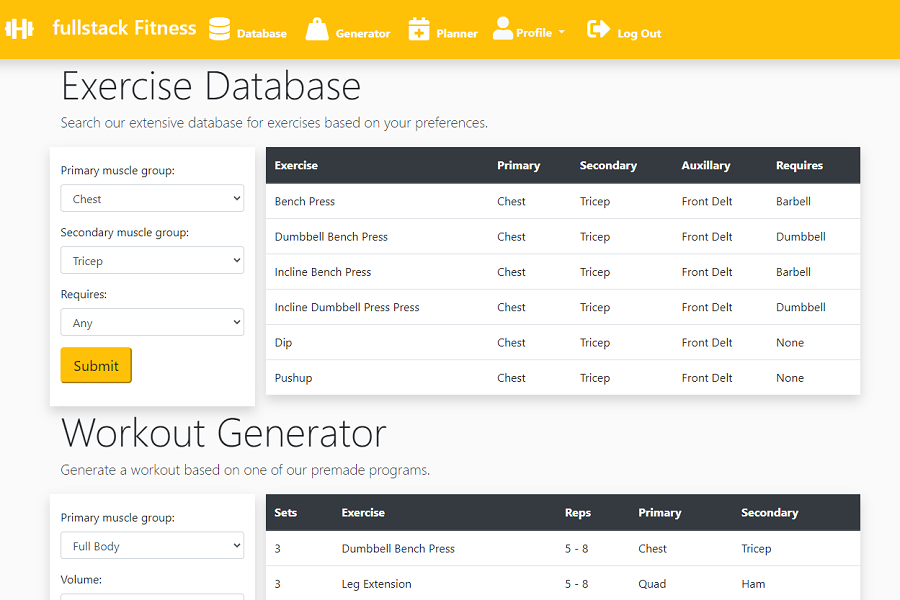 fullstack Fitness Database Generator Planner Profile Log Out
Exercise Database
Search our extensive database for exercises based on your preferences.
Primary muscle group:
Chest
Secondary muscle group:
Tricep
Requires:
Any
Submit
Exercise Primary Secondary Auxillary Requires
Bench Press Chest Tricep Front Delt Barbell
Dumbbell Bench Press Chest Tricep Front Delt Dumbbell
Incline Bench Press Chest Tricep Front Delt Barbell
Incline Dumbbell Press Press Chest Tricep Front Delt Dumbbell
Dip Chest Tricep Front Delt None
Pushup Chest Tricep Front Delt None
Workout Generator
Generate a workout based on one of our premade programs.
Primary muscle group:
Full Body
Volume:
Sets Exercise Reps Primary Secondary
3 Dumbbell Bench Press 5 - 8 Chest Tricep
3 Leg Extension 5 - 8 Quad Ham